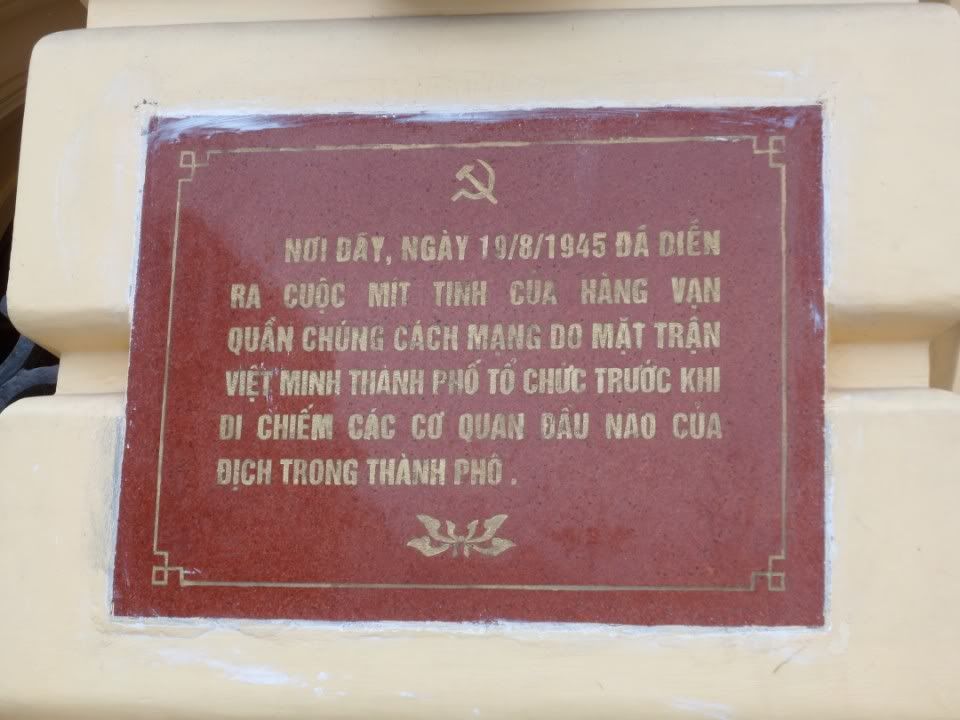 NƠI ĐÂY, NGÀY 19/8/1945 ĐÃ DIỄN
RA CUỘC MÍT TINH CỦA HÀNG VẠN
QUẦN CHÚNG CÁCH MẠNG DO MẶT TRẬN
VIỆT MINH THÀNH PHỐ TỔ CHỨC TRƯỚC KHI
ĐI CHIẾM CÁC CƠ QUAN ĐẦU NÃO CỦA
ĐỊCH TRONG THÀNH PHỐ .